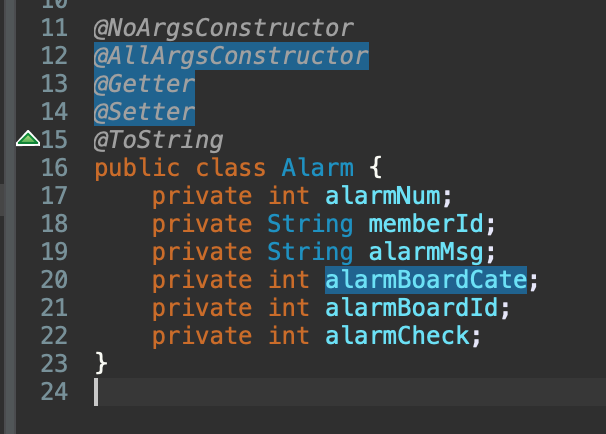 10
11 @NoArgsConstructor
12 @AllArgsConstructor
13 @Getter
14 @Setter
15 @ToString
16 public class Alarm {
17     private int alarmNum;
18     private String memberId;
19     private String alarmMsg;
20     private int alarmBoardCate;
21     private int alarmBoardId;
22     private int alarmCheck;
23 }
24